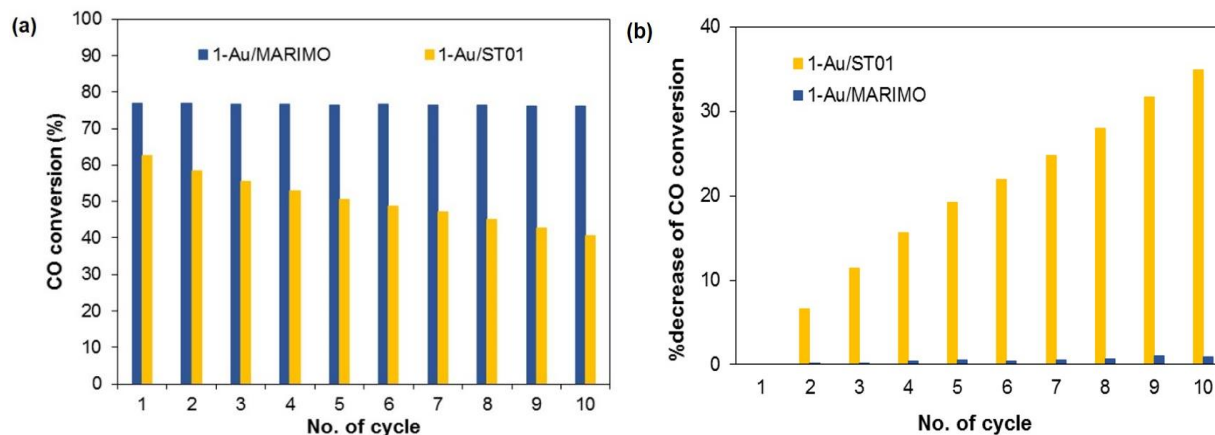 (a)
CO conversion (%)
100
90
80
70
60
50
40
30
20
10
0
1-Au/MARIMO
1-Au/ST01
1 2 3 4 5 6 7 8 9 10
No. of cycle
(b)
%decrease of CO conversion
40
30
20
10
0
1-Au/ST01
1-Au/MARIMO
1 2 3 4 5 6 7 8 9 10
No. of cycle